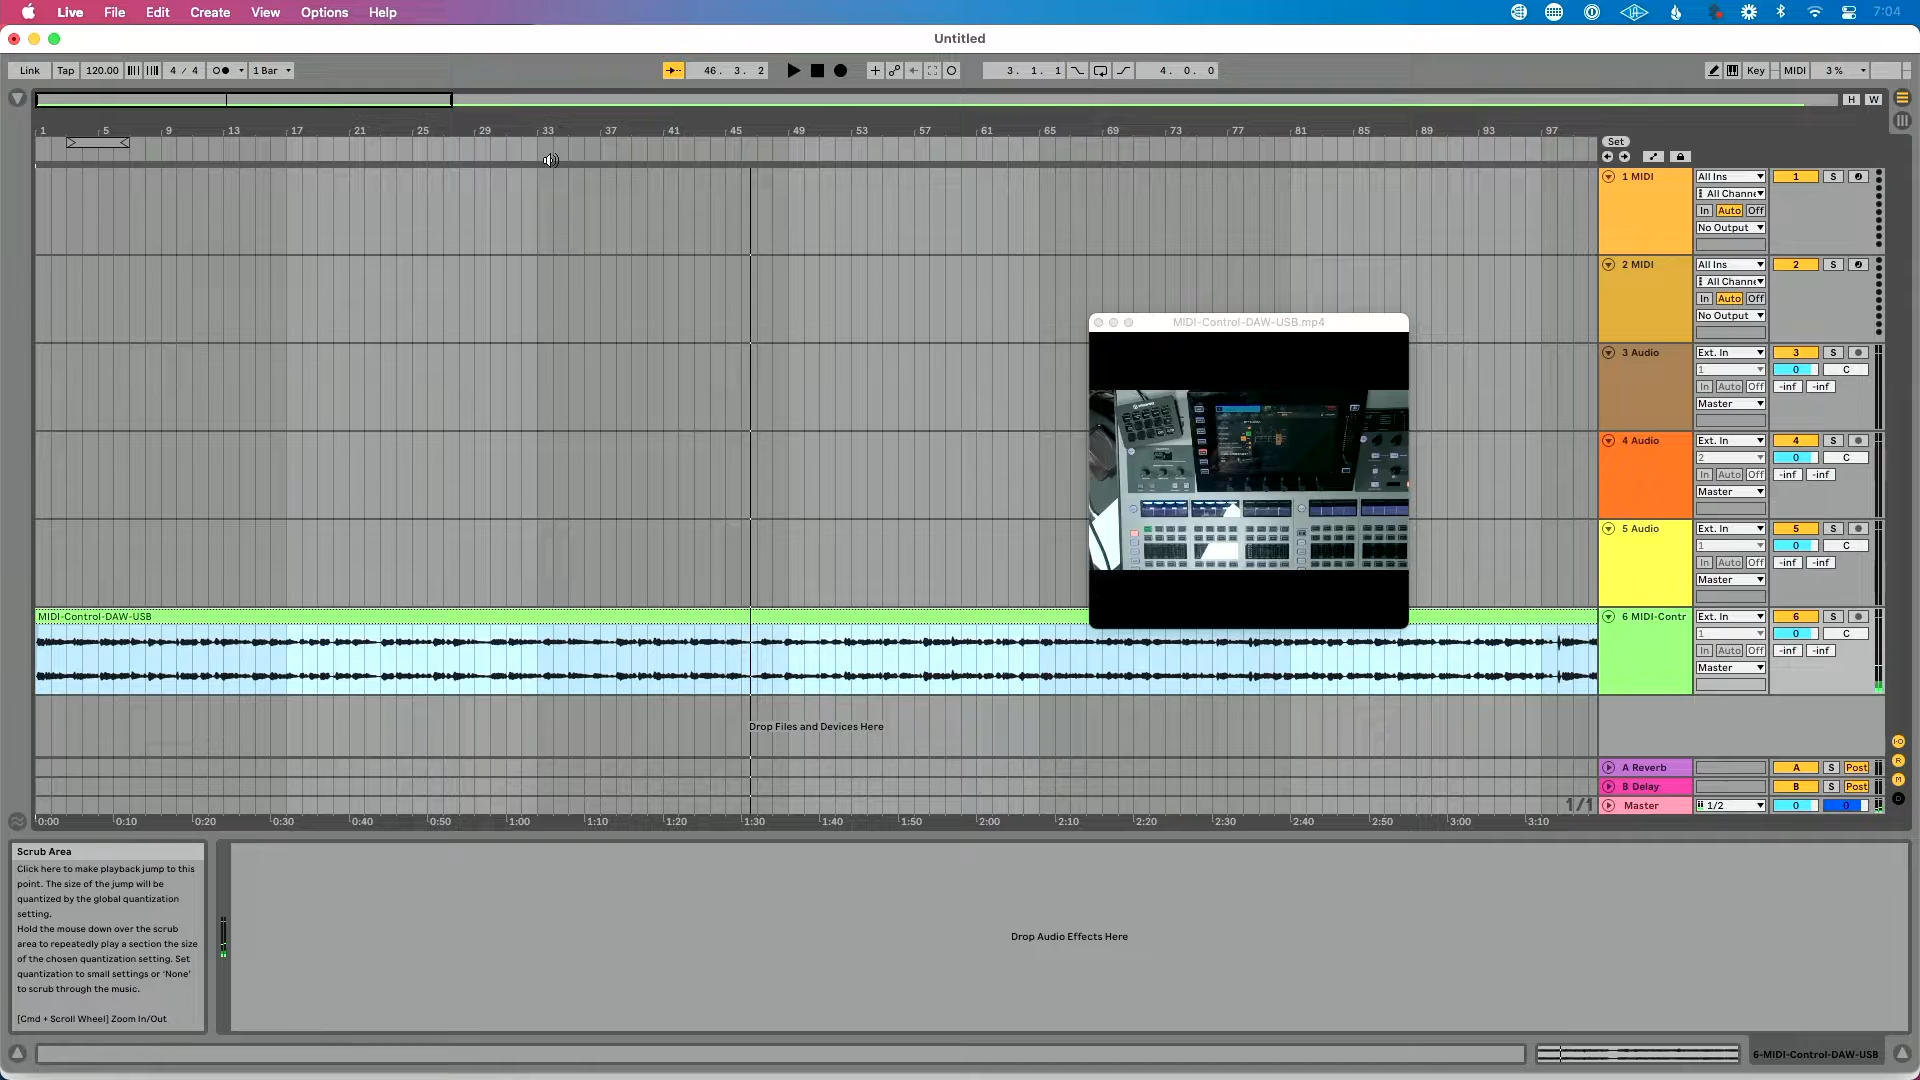 Live File Edit Create View Options Help 7:04
Untitled
Link Tap 120.00 4 / 4 1 Bar 46. 3. 2 3. 1. 1 4. 0. 0 Key MIDI 3 %
H W
1 5 9 13 17 21 25 29 33 37 41 45 49 53 57 61 65 69 73 77 81 85 89 93 97
Set
1 MIDI All Ins 1 S
All Channe
In Auto Off
No Output
2 MIDI All Ins 2 S
All Channe
In Auto Off
No Output
MIDI-Control-DAW-USB.mp4
3 Audio Ext. In 3 S
1 0 C
In Auto Off -inf -inf
Master
4 Audio Ext. In 4 S
2 0 C
In Auto Off -inf -inf
Master
5 Audio Ext. In 5 S
1 0 C
In Auto Off -inf -inf
Master
MIDI-Control-DAW-USB
6 MIDI-Contr Ext. In 6 S
1 0 C
In Auto Off -inf -inf
Master
Drop Files and Devices Here
A Reverb A S Post
B Delay B S Post
1/1 Master 1/2 0 0
0:00 0:10 0:20 0:30 0:40 0:50 1:00 1:10 1:20 1:30 1:40 1:50 2:00 2:10 2:20 2:30 2:40 2:50 3:00 3:10
Scrub Area
Click here to make playback jump to this
point. The size of the jump will be
quantized by the global quantization
setting.
Hold the mouse down over the scrub
area to repeatedly play a section the size
of the chosen quantization setting. Set
quantization to small settings or ‘None’
to scrub through the music.
[Cmd + Scroll Wheel] Zoom In/Out
Drop Audio Effects Here
6-MIDI-Control-DAW-USB